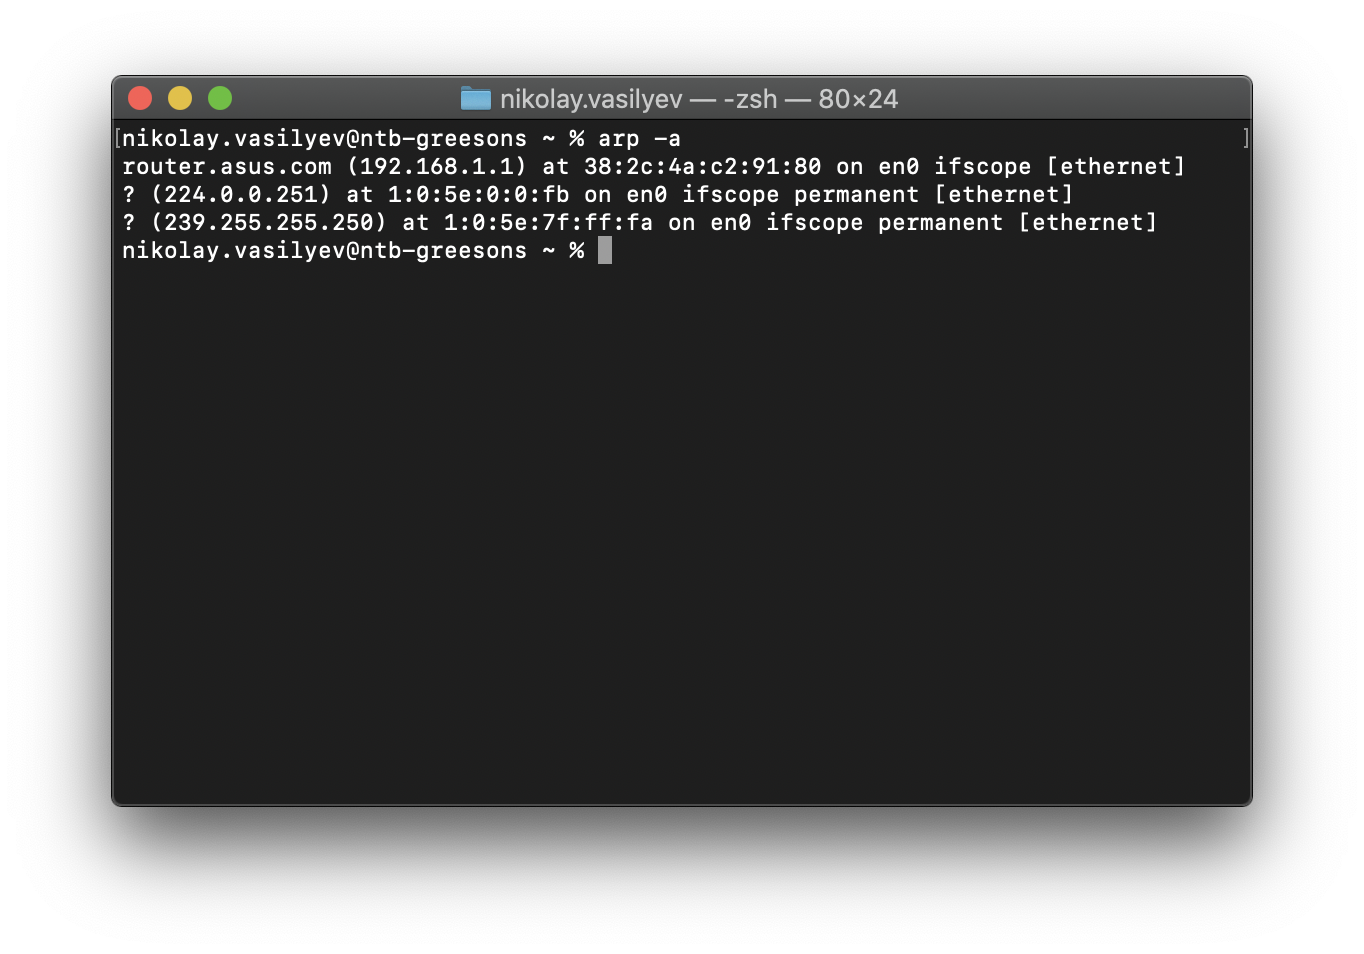 nikolay.vasilyev — -zsh — 80×24
[nikolay.vasilyev@ntb-greesons ~ % arp -a ]
router.asus.com (192.168.1.1) at 38:2c:4a:c2:91:80 on en0 ifscope [ethernet]
? (224.0.0.251) at 1:0:5e:0:0:fb on en0 ifscope permanent [ethernet]
? (239.255.255.250) at 1:0:5e:7f:ff:fa on en0 ifscope permanent [ethernet]
nikolay.vasilyev@ntb-greesons ~ %